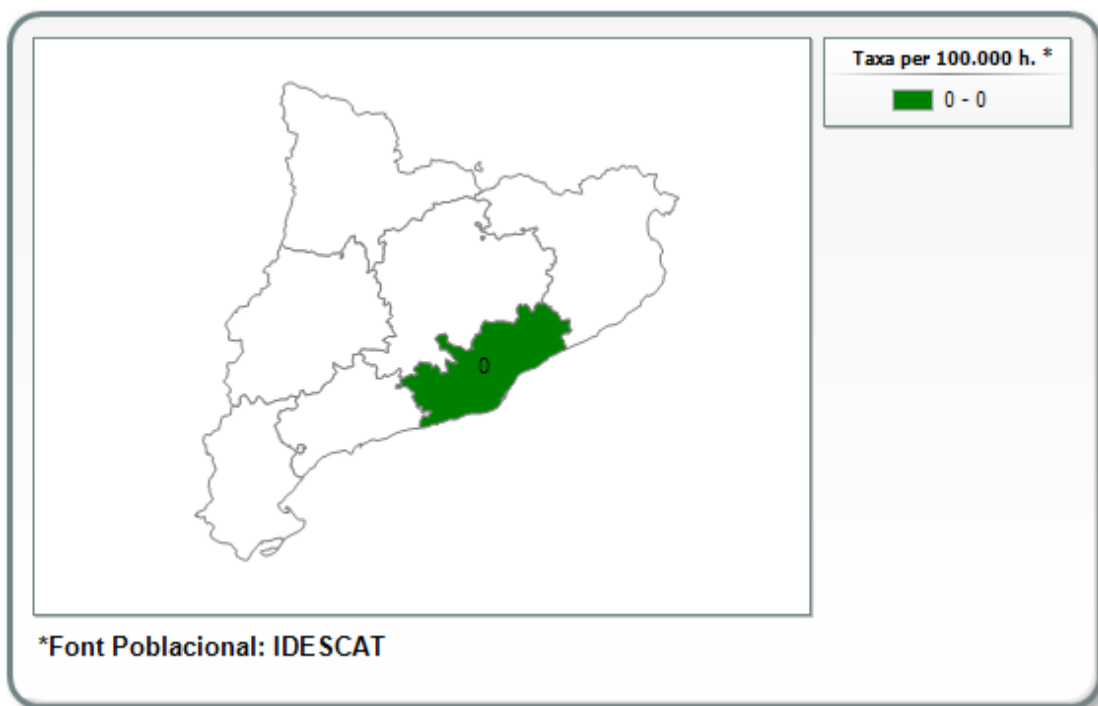 Taxa per 100.000 h. *
0 - 0
0
*Font Poblacional: IDESCAT